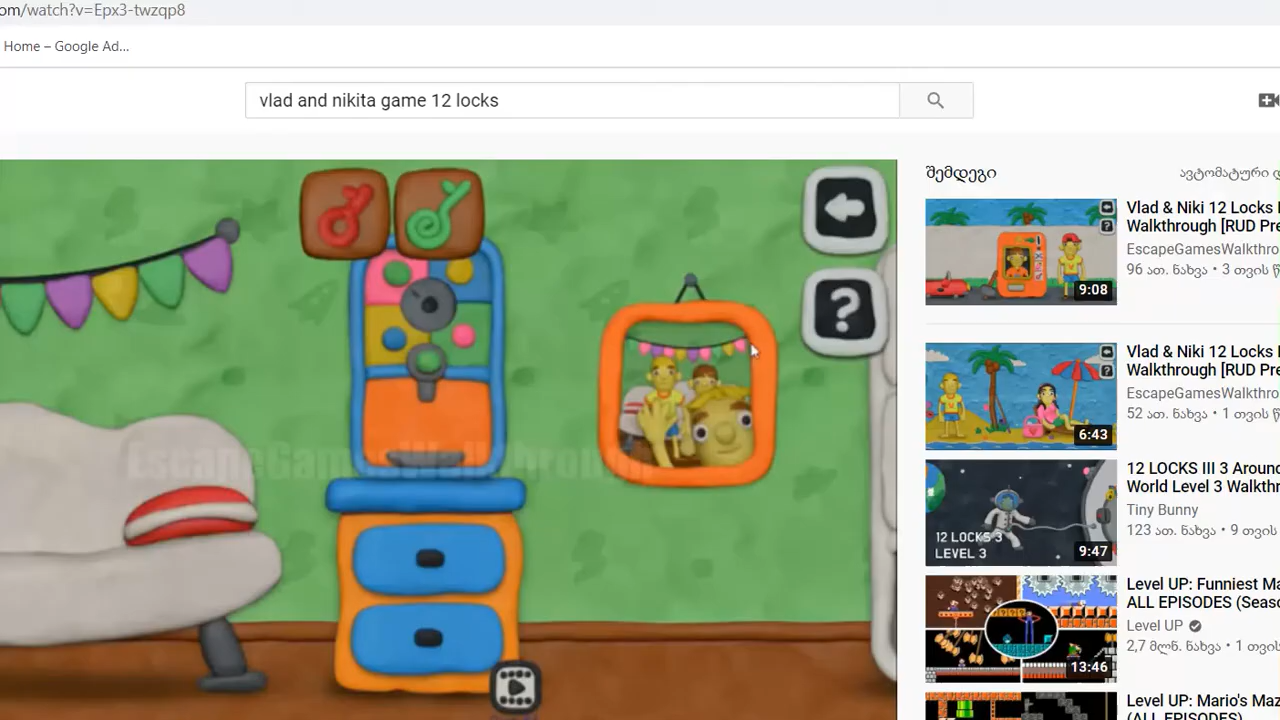 om/watch?v=Epx3-twzqp8
Home – Google Ad...
vlad and nikita game 12 locks
შემდეგი
ავტომატური დ
Vlad & Niki 12 Locks
Walkthrough [RUD Pre
EscapeGamesWalkthro
96 ათ. ნახვა • 3 თვის წ
9:08
?
EscapeGamesWalkthrough
Vlad & Niki 12 Locks
Walkthrough [RUD Pre
EscapeGamesWalkthro
52 ათ. ნახვა • 1 თვის წ
6:43
12 LOCKS III 3 Around
World Level 3 Walkthr
Tiny Bunny
123 ათ. ნახვა • 9 თვის
12 LOCKS 3
LEVEL 3
9:47
Level UP: Funniest Ma
ALL EPISODES (Seaso
Level UP
2,7 მლნ. ნახვა • 1 თვის
13:46
Level UP: Mario's Maz
(ALL EPISODES)